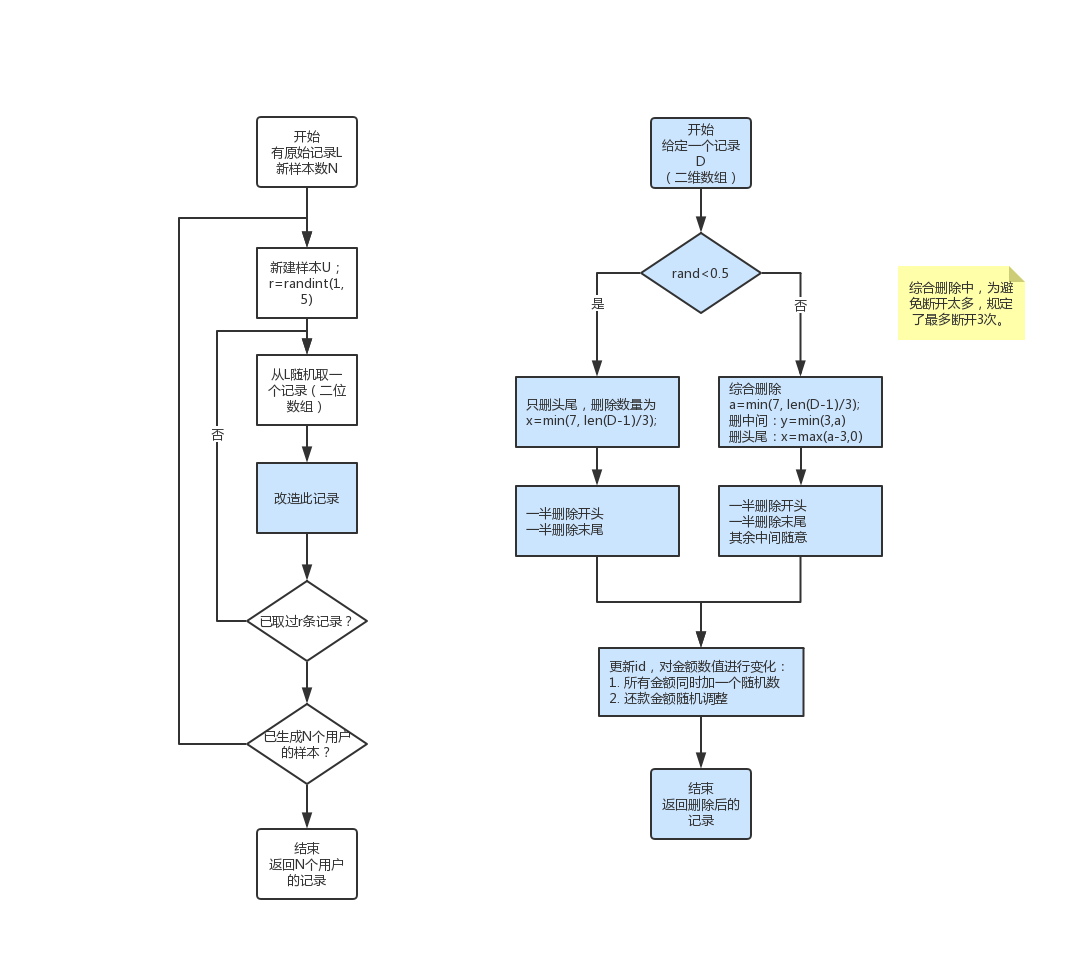 开始
有原始记录L
新样本数N
新建样本U；
r=randint(1,
5)
从L随机取一
个记录（二位
数组）
否
改造此记录
已取过r条记录？
已生成N个用户
的样本？
结束
返回N个用户
的记录
开始
给定一个记录
D
（二维数组）
rand<0.5
是
否
只删头尾，删除数量为
x=min(7, len(D-1)/3);
综合删除
a=min(7, len(D-1)/3);
删中间：y=min(3,a)
删头尾：x=max(a-3,0)
一半删除开头
一半删除末尾
一半删除开头
一半删除末尾
其余中间随意
更新id，对金额数值进行变化：
1. 所有金额同时加一个随机数
2. 还款金额随机调整
结束
返回删除后的
记录
综合删除中，为避
免断开太多，规定
了最多断开3次。